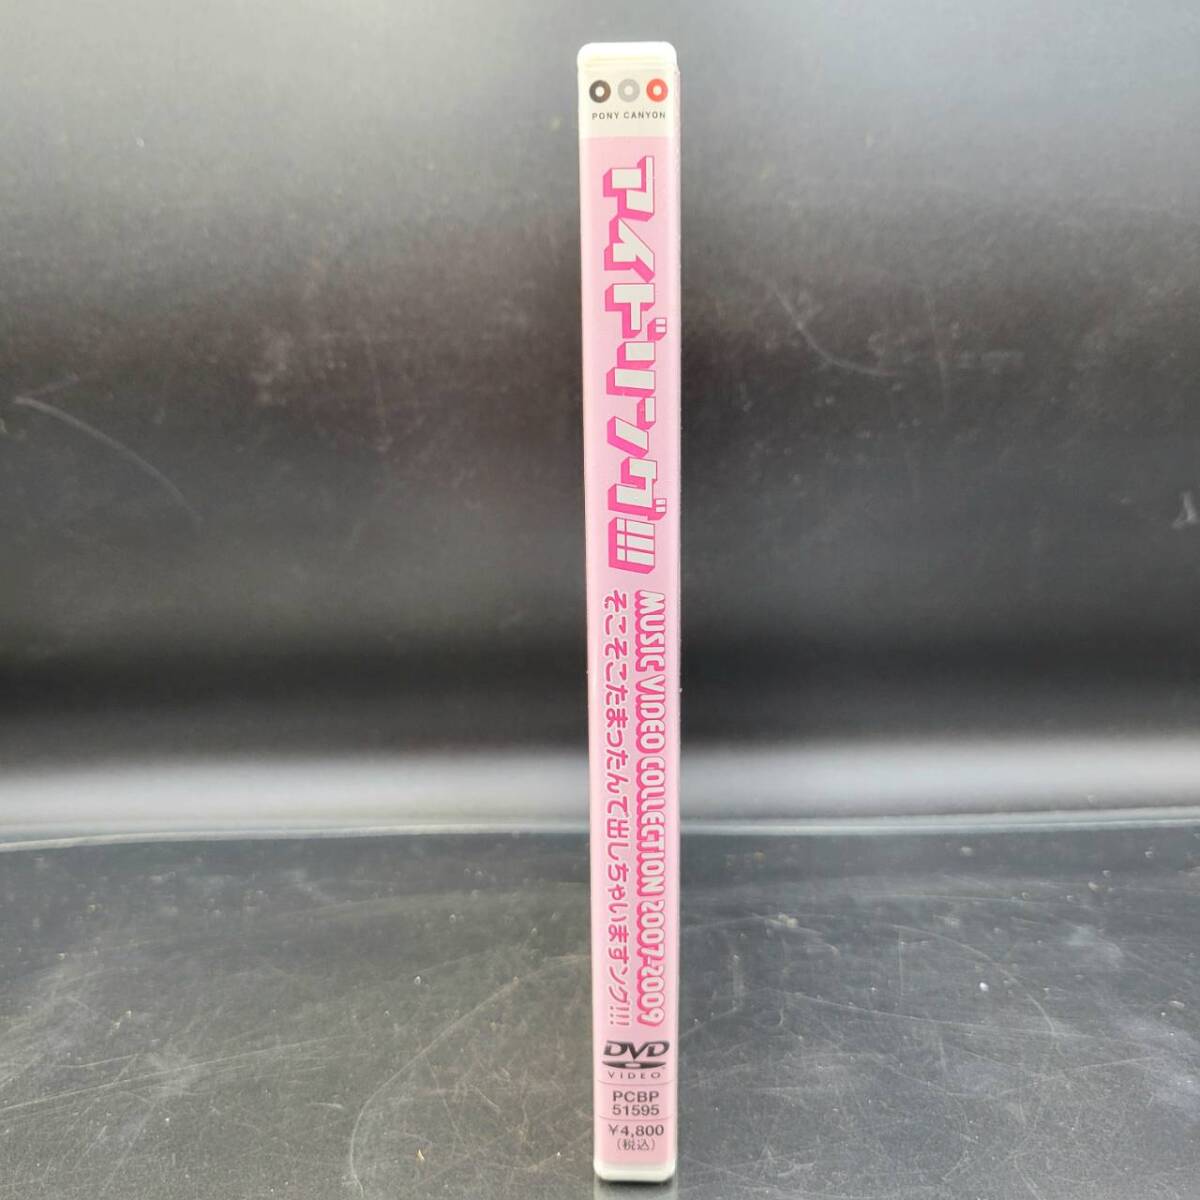 PONY CANYON
アイドリング!!!
MUSIC VIDEO COLLECTION 2007-2009
そこそこたまったんで出しちゃいますング!!!
DVD
VIDEO
PCBP
51595
¥4,800
(税込)